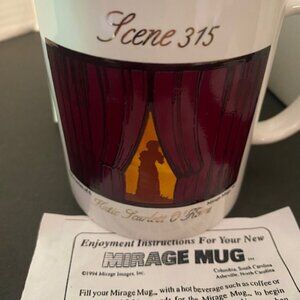 Scene 315
Katie Scarlett O'Hara
Enjoyment Instructions For Your New
MIRAGE MUG
©1994 Mirage Images, Inc.
Columbia, South Carolina
Asheville, North Carolina
Fill your Mirage Mug, with a hot beverage such as coffee or
for the Mirage Mug, to begin